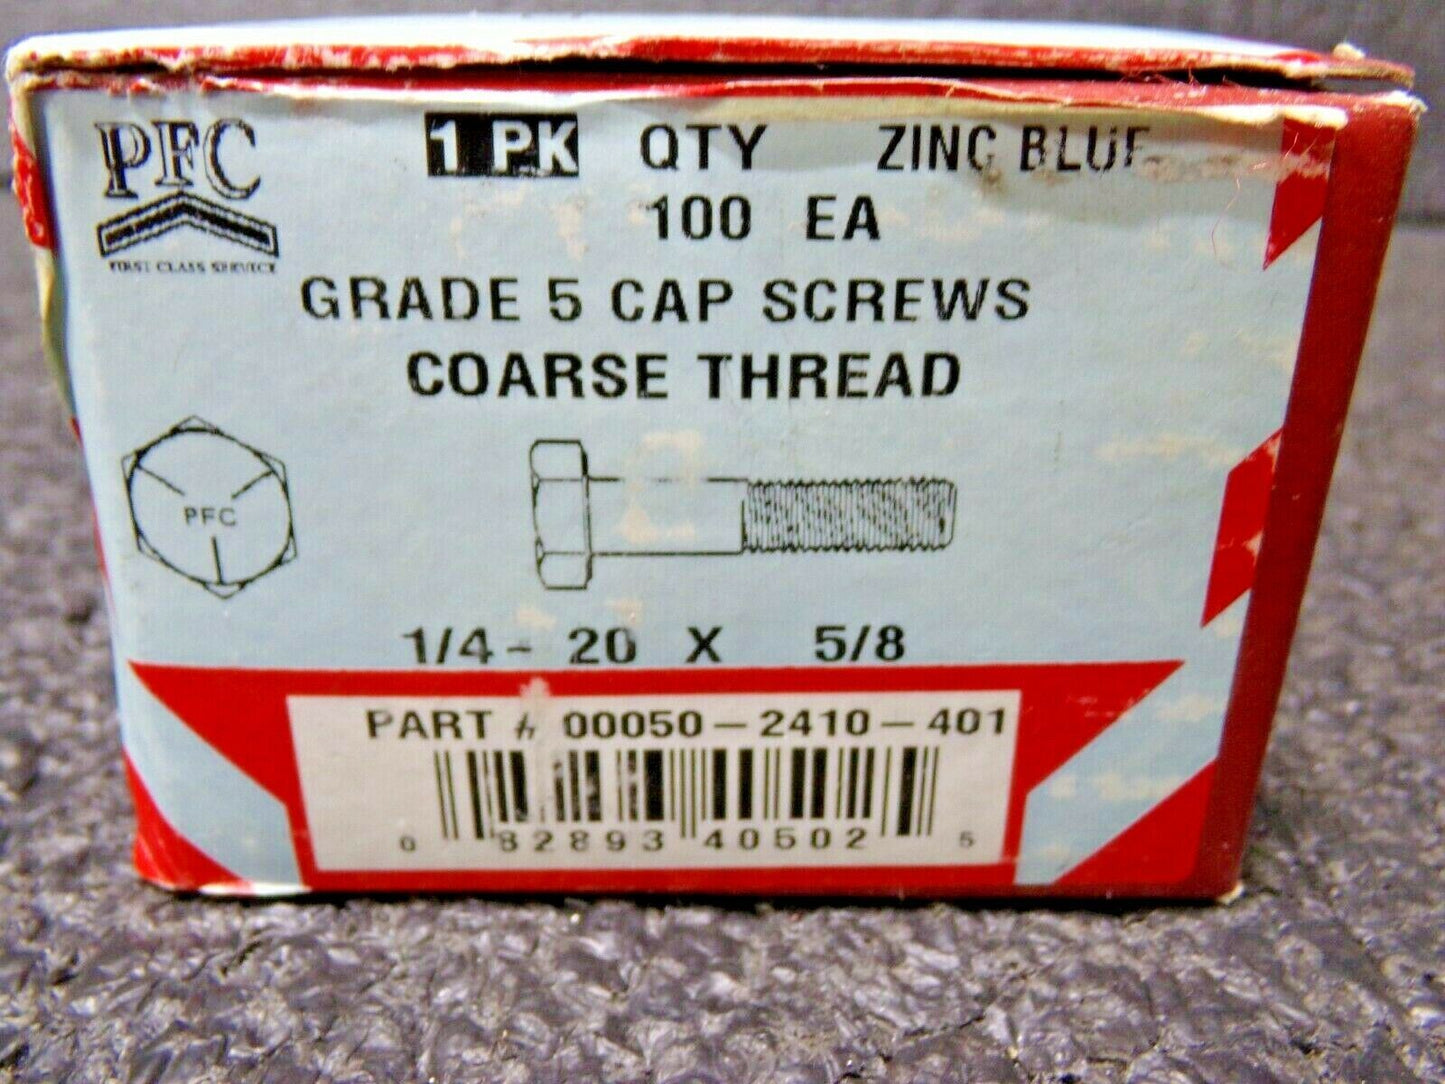 PFC
FIRST CLASS SERVICE
1 PK QTY ZINC BLUE
100 EA
GRADE 5 CAP SCREWS
COARSE THREAD
PFC
1/4 - 20 X 5/8
PART # 00050-2410-401
0 82893 40502 5